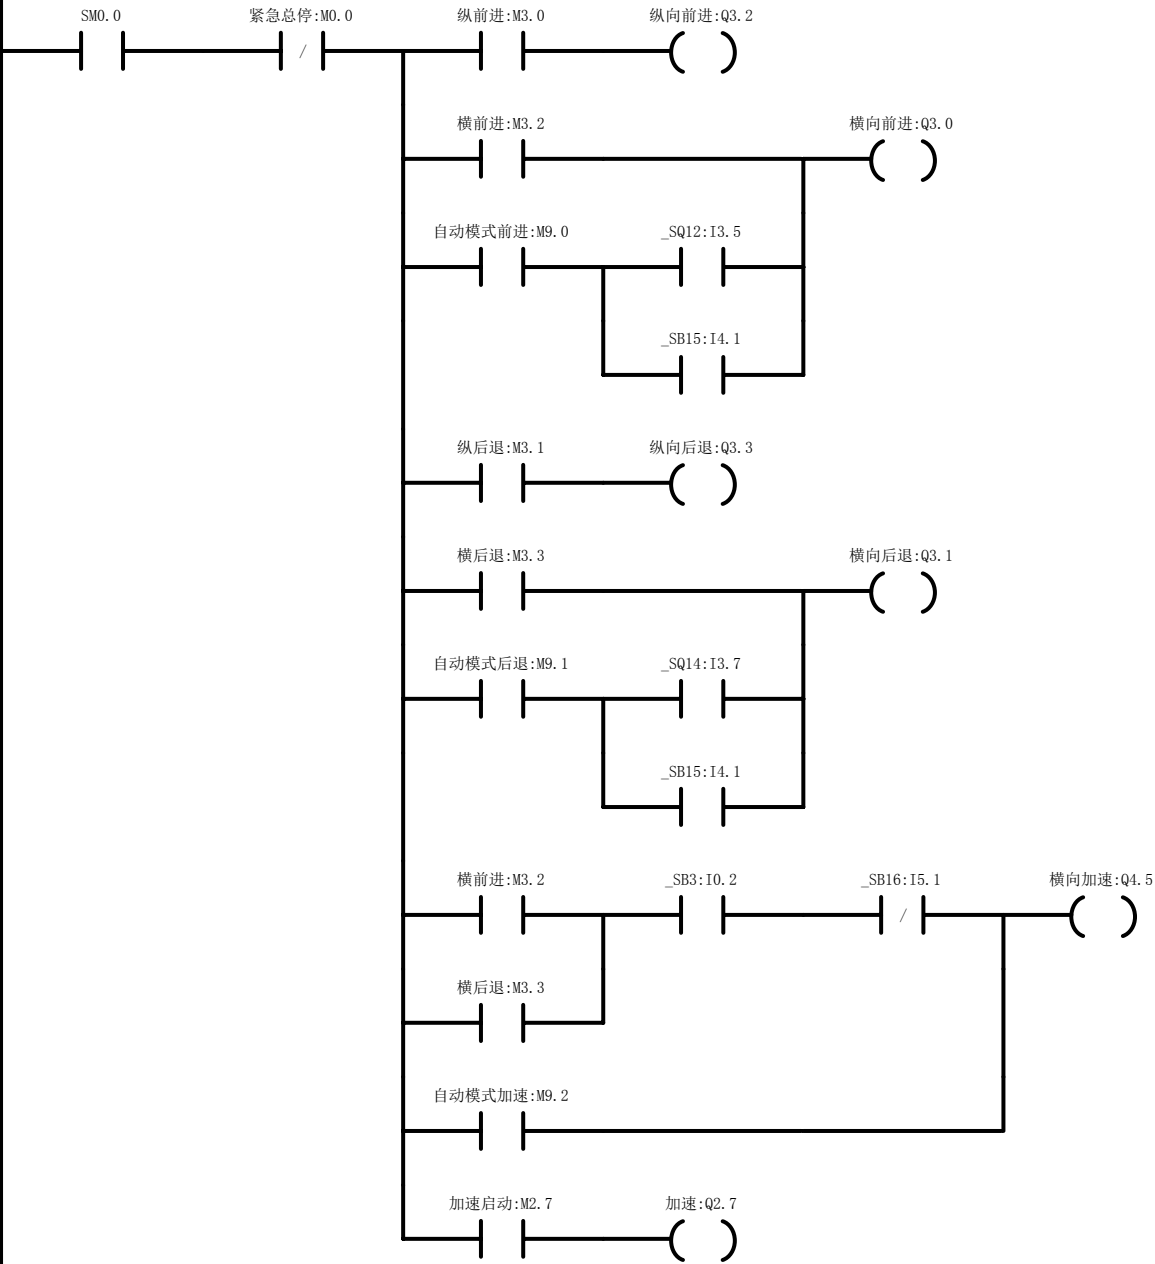 SM0.0 紧急总停:M0.0 纵前进:M3.0 纵向前进:Q3.2
横前进:M3.2 横向前进:Q3.0
自动模式前进:M9.0 _SQ12:I3.5
_SB15:I4.1
纵后退:M3.1 纵向后退:Q3.3
横后退:M3.3 横向后退:Q3.1
自动模式后退:M9.1 _SQ14:I3.7
_SB15:I4.1
横前进:M3.2 _SB3:I0.2 _SB16:I5.1 横向加速:Q4.5
横后退:M3.3
自动模式加速:M9.2
加速启动:M2.7 加速:Q2.7